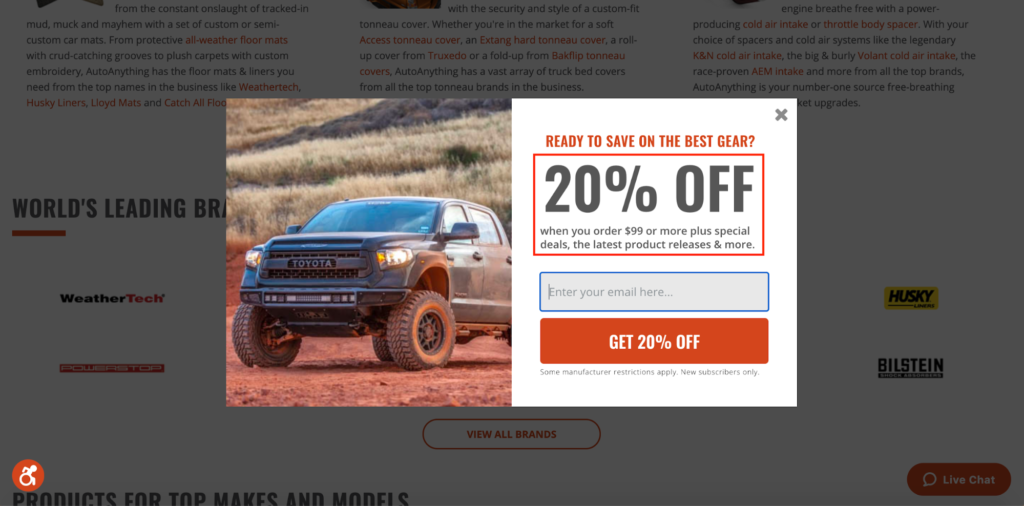 from the constant onslaught of tracked-in
mud, muck and mayhem with a set of custom or semi-
custom car mats. From protective all-weather floor mats
with crud-catching grooves to plush carpets with custom
embroidery, AutoAnything has the floor mats & liners you
need from the top names in the business like Weathertech,
Husky Liners, Lloyd Mats and Catch All
with the security and style of a custom-fit
tonneau cover. Whether you're in the market for a soft
Access tonneau cover, an Extang hard tonneau cover, a roll-
up cover from Truxedo or a fold-up from Bakflip tonneau
covers, AutoAnything has a vast array of truck bed covers
from all the top tonneau brands in the business.
engine breathe free with a power-
producing cold air intake or throttle body spacer. With your
choice of spacers and cold air systems like the legendary
K&N cold air intake, the big & burly Volant cold air intake, the
race-proven AEM intake and more from all the top brands,
AutoAnything is your number-one source free-breathing
upgrades.
WORLD'S LEADING
WeatherTech
POWERSTOP
HUSKY
LINERS
BILSTEIN
SHOCK ABSORBERS
TOYOTA
READY TO SAVE ON THE BEST GEAR?
20% OFF
when you order $99 or more plus special
deals, the latest product releases & more.
Enter your email here...
GET 20% OFF
Some manufacturer restrictions apply. New subscribers only.
VIEW ALL BRANDS
Live Chat
PRODUCTS FOR TOP MAKES AND MODELS